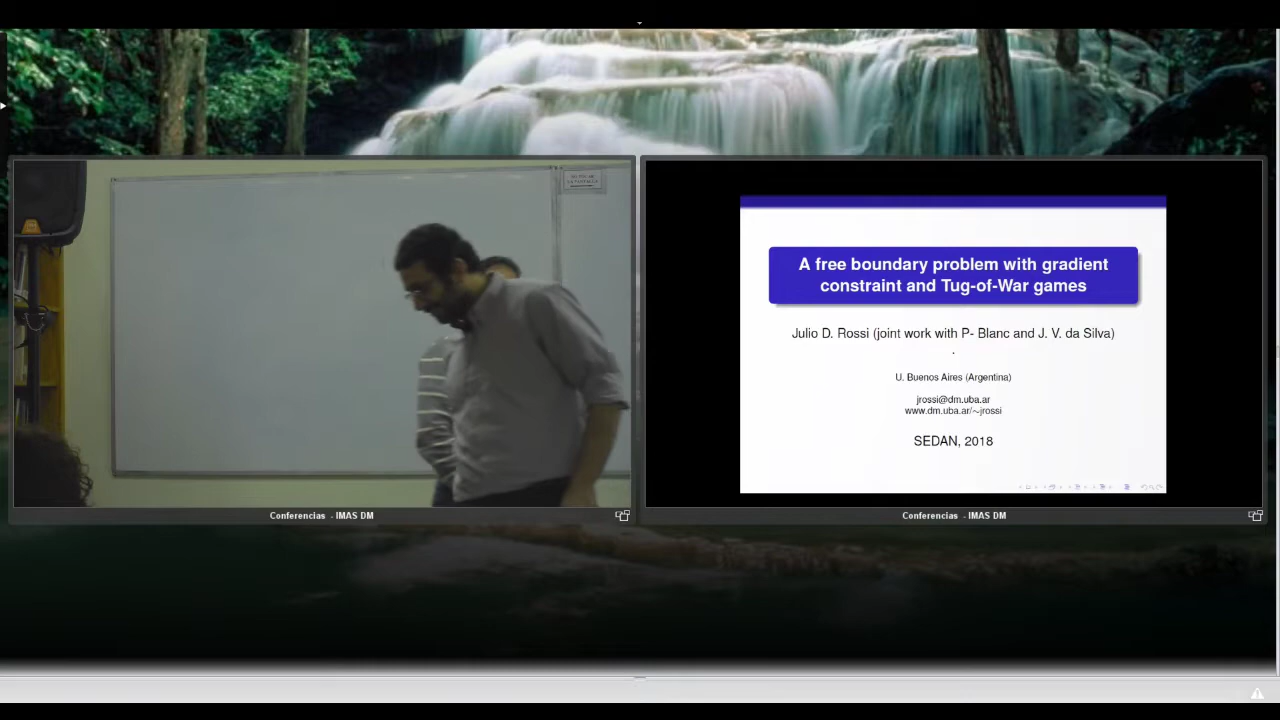 A free boundary problem with gradient
constraint and Tug-of-War games
Julio D. Rossi (joint work with P- Blanc and J. V. da Silva)
.
U. Buenos Aires (Argentina)
jrossi@dm.uba.ar
www.dm.uba.ar/∼jrossi
SEDAN, 2018
Conferencias - IMAS DM
Conferencias - IMAS DM